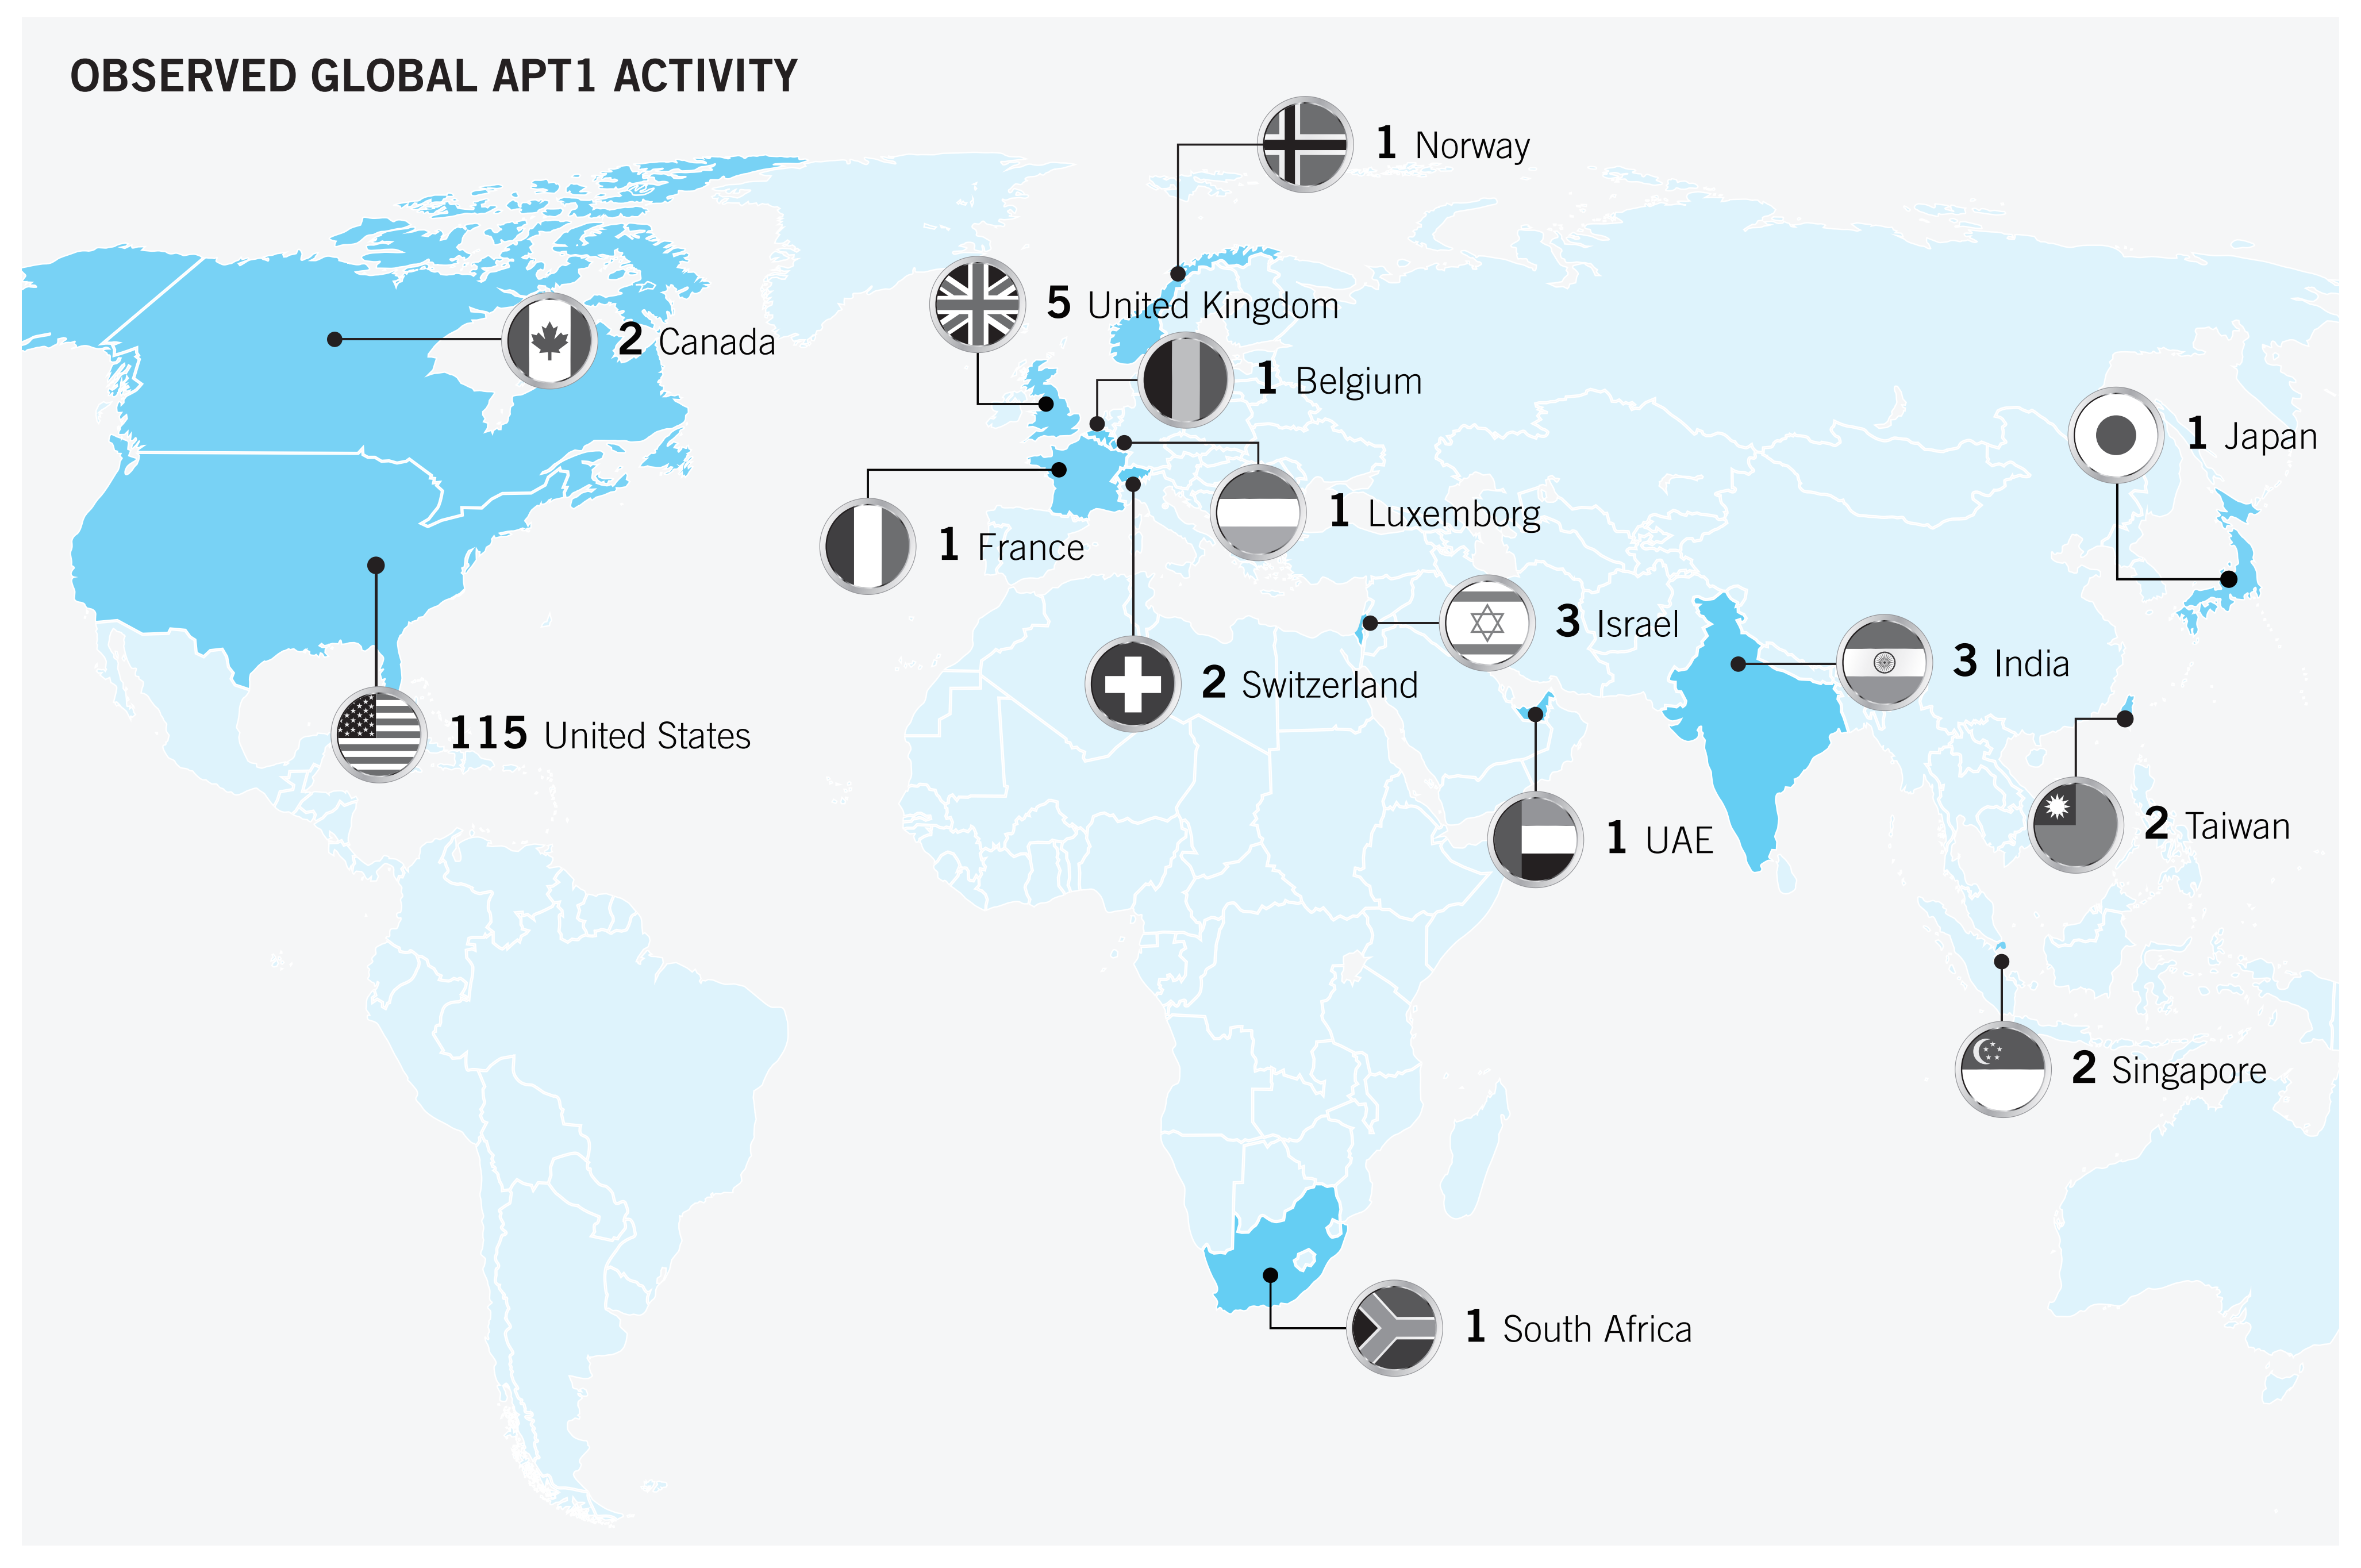 OBSERVED GLOBAL APT1 ACTIVITY
1 Norway
5 United Kingdom
2 Canada
1 Belgium
1 Japan
1 Luxemborg
1 France
3 Israel
3 India
2 Switzerland
115 United States
2 Taiwan
1 UAE
2 Singapore
1 South Africa